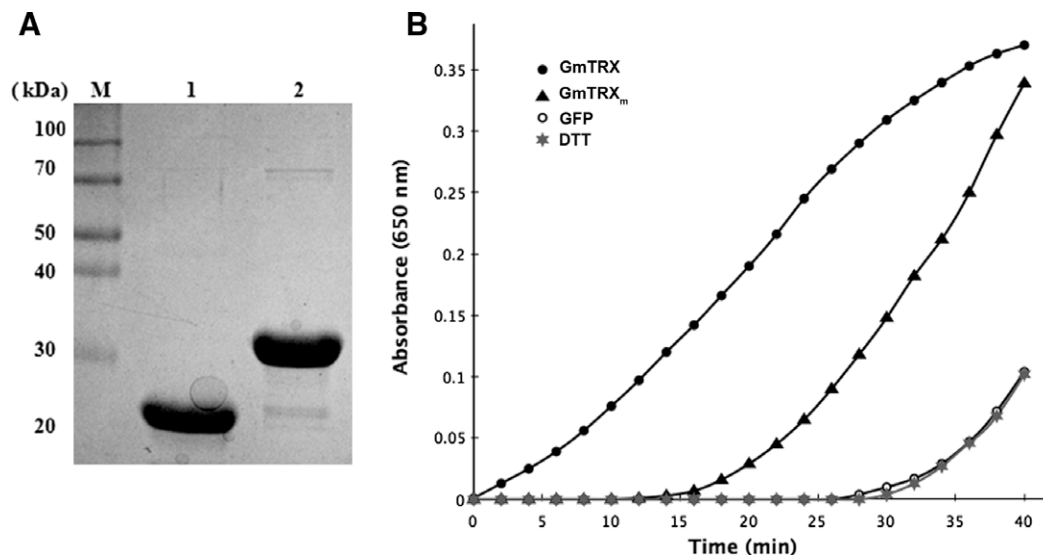 A
(kDa) M 1 2
100
70
50
40
30
20
B
GmTRX
GmTRXm
GFP
DTT
Absorbance (650 nm)
0.35
0.3
0.25
0.2
0.15
0.1
0.05
0
0 5 10 15 20 25 30 35 40
Time (min)